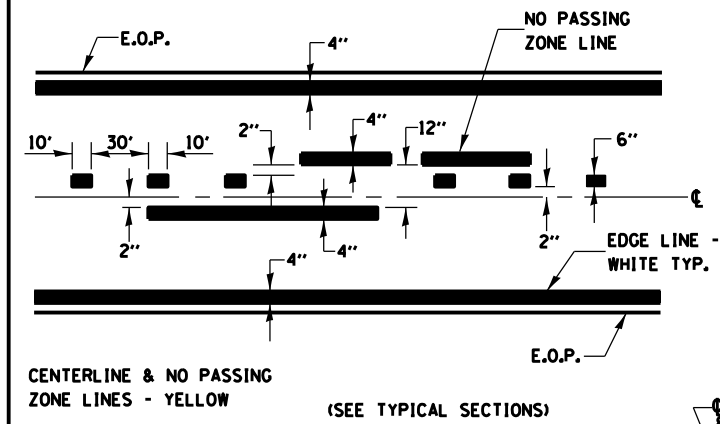 NO PASSING
ZONE LINE
E.O.P.
4"
10'
30'
10'
2"
4"
12"
6"
℄
2"
4"
2"
EDGE LINE -
WHITE TYP.
4"
E.O.P.
CENTERLINE & NO PASSING
ZONE LINES - YELLOW
(SEE TYPICAL SECTIONS)